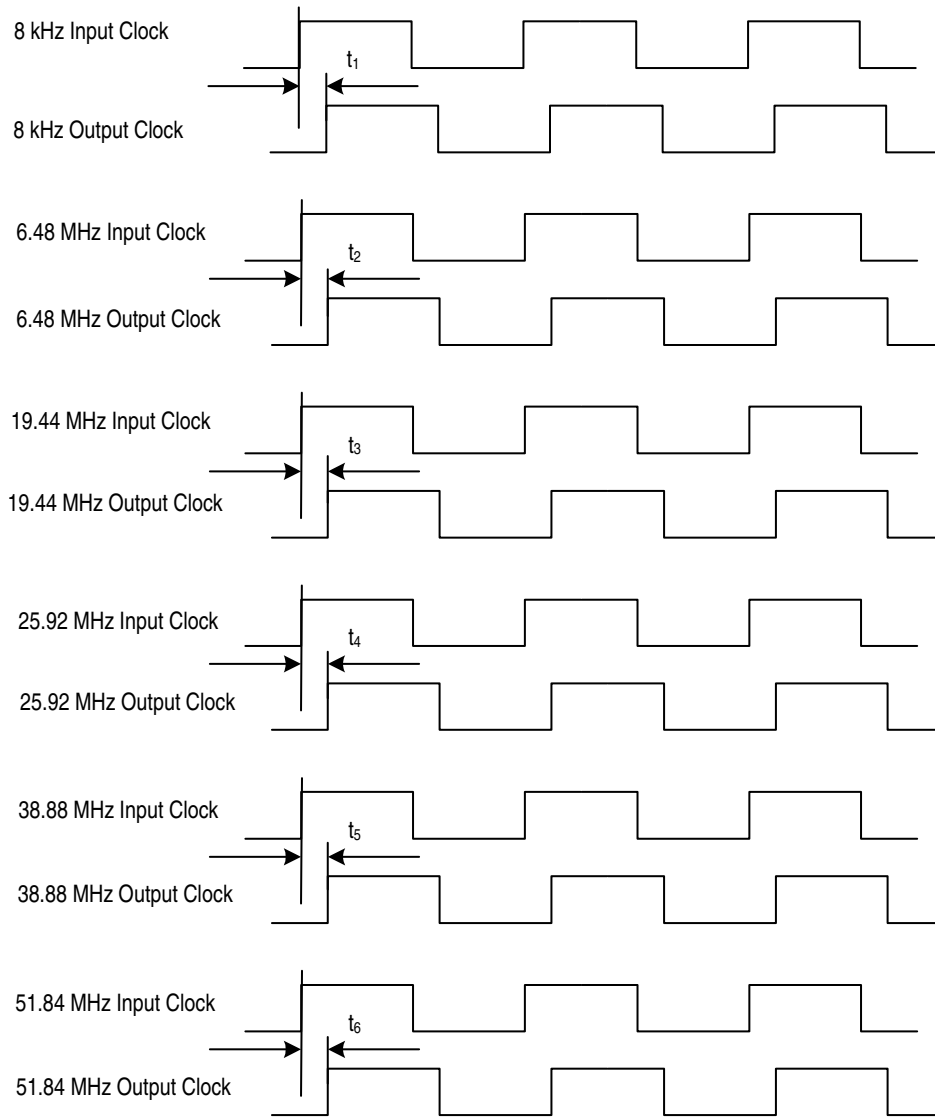 8 kHz Input Clock
t₁
8 kHz Output Clock
6.48 MHz Input Clock
t₂
6.48 MHz Output Clock
19.44 MHz Input Clock
t₃
19.44 MHz Output Clock
25.92 MHz Input Clock
t₄
25.92 MHz Output Clock
38.88 MHz Input Clock
t₅
38.88 MHz Output Clock
51.84 MHz Input Clock
t₆
51.84 MHz Output Clock